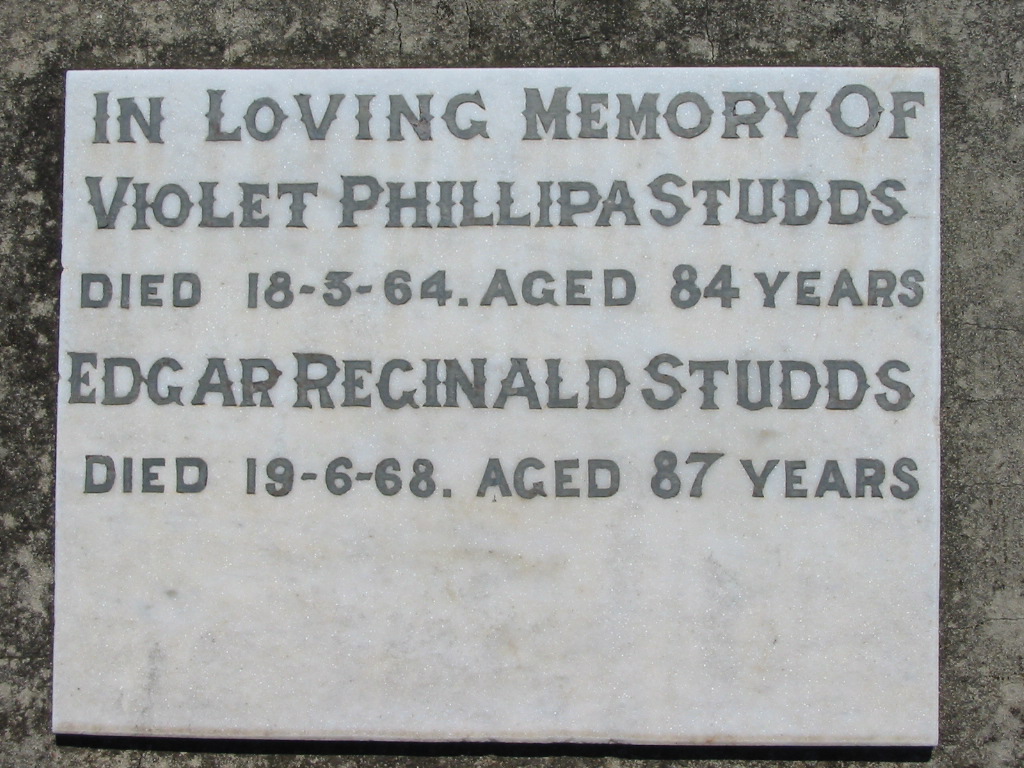 IN LOVING MEMORY OF
VIOLET PHILLIPA STUDDS
DIED 18-3-64. AGED 84 YEARS
EDGAR REGINALD STUDDS
DIED 19-6-68. AGED 87 YEARS